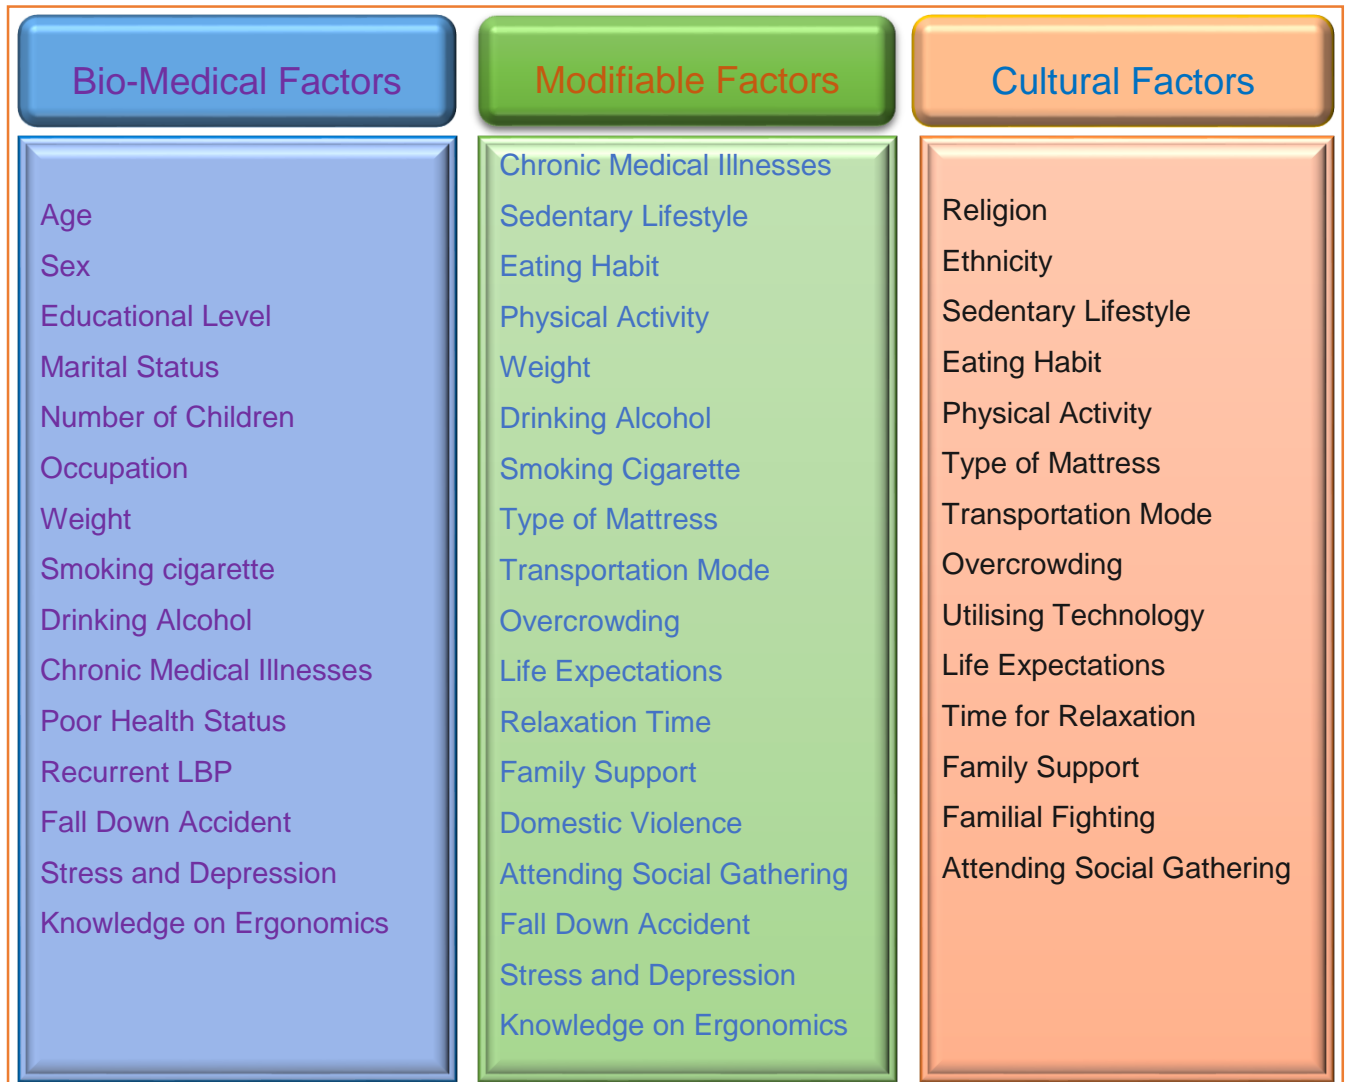 Bio-Medical Factors
Age
Sex
Educational Level
Marital Status
Number of Children
Occupation
Weight
Smoking cigarette
Drinking Alcohol
Chronic Medical Illnesses
Poor Health Status
Recurrent LBP
Fall Down Accident
Stress and Depression
Knowledge on Ergonomics
Modifiable Factors
Chronic Medical Illnesses
Sedentary Lifestyle
Eating Habit
Physical Activity
Weight
Drinking Alcohol
Smoking Cigarette
Type of Mattress
Transportation Mode
Overcrowding
Life Expectations
Relaxation Time
Family Support
Domestic Violence
Attending Social Gathering
Fall Down Accident
Stress and Depression
Knowledge on Ergonomics
Cultural Factors
Religion
Ethnicity
Sedentary Lifestyle
Eating Habit
Physical Activity
Type of Mattress
Transportation Mode
Overcrowding
Utilising Technology
Life Expectations
Time for Relaxation
Family Support
Familial Fighting
Attending Social Gathering